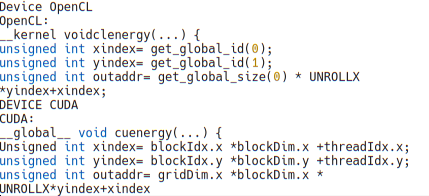 Device OpenCL
OpenCL:
__kernel voidclenergy(...) {
unsigned int xindex= get_global_id(0);
unsigned int yindex= get_global_id(1);
unsigned int outaddr= get_global_size(0) * UNROLLX
*yindex+xindex;
DEVICE CUDA
CUDA:
__global__ void cuenergy(...) {
Unsigned int xindex= blockIdx.x *blockDim.x +threadIdx.x;
unsigned int yindex= blockIdx.y *blockDim.y +threadIdx.y;
unsigned int outaddr= gridDim.x *blockDim.x *
UNROLLX*yindex+xindex